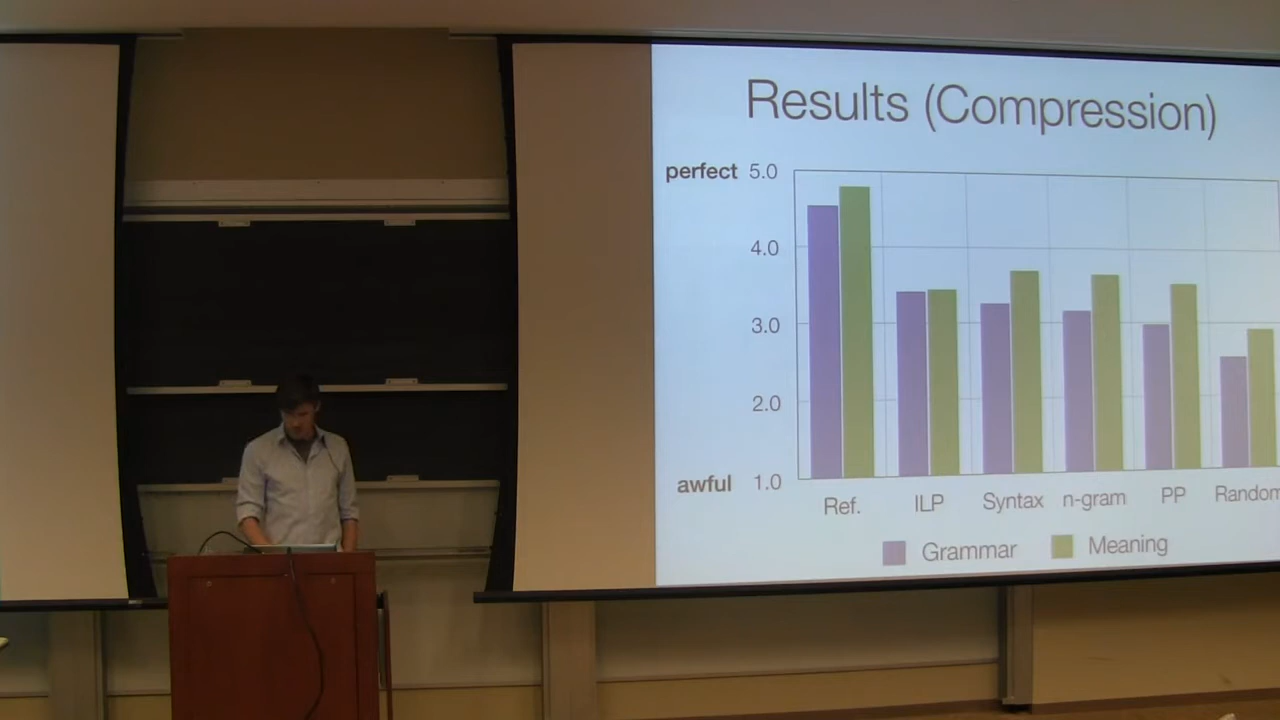 Results (Compression)
perfect 5.0
4.0
3.0
2.0
awful 1.0
Ref. ILP Syntax n-gram PP Random
Grammar Meaning